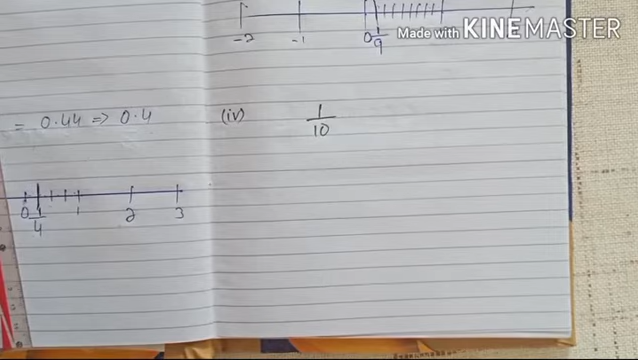 -2 -1 0 1/9
Made with KINEMASTER
= 0.44 => 0.4
(iv) 1/10
0 1/4 1 2 3